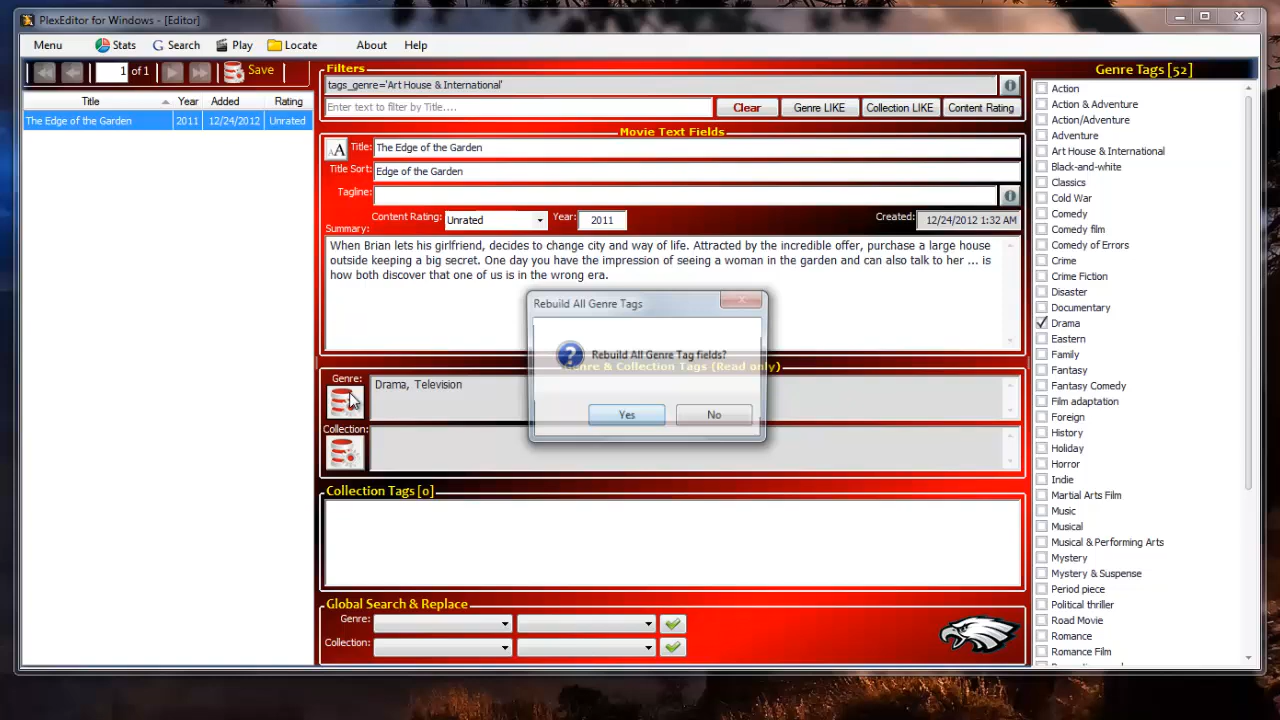 PlexEditor for Windows - [Editor]
Menu Stats Search Play Locate About Help
1 of 1 Save
Title Year Added Rating
The Edge of the Garden 2011 12/24/2012 Unrated
Filters
tags_genre='Art House & International'
Enter text to filter by Title.... Clear Genre LIKE Collection LIKE Content Rating
Movie Text Fields
AA Title: The Edge of the Garden
Title Sort: Edge of the Garden
Tagline:
Content Rating: Unrated Year: 2011 Created: 12/24/2012 1:32 AM
Summary:
When Brian lets his girlfriend, decides to change city and way of life. Attracted by the incredible offer, purchase a large house
outside keeping a big secret. One day you have the impression of seeing a woman in the garden and can also talk to her ... is
how both discover that one of us is in the wrong era.
Rebuild All Genre Tags
Rebuild All Genre Tag fields?
Yes No
Genre & Collection Tags (Read only)
Genre: Drama, Television
Collection:
Collection Tags [0]
Global Search & Replace
Genre:
Collection:
Genre Tags [52]
Action
Action & Adventure
Action/Adventure
Adventure
Art House & International
Black-and-white
Classics
Cold War
Comedy
Comedy film
Comedy of Errors
Crime
Crime Fiction
Disaster
Documentary
Drama
Eastern
Family
Fantasy
Fantasy Comedy
Film adaptation
Foreign
History
Holiday
Horror
Indie
Martial Arts Film
Music
Musical
Musical & Performing Arts
Mystery
Mystery & Suspense
Period piece
Political thriller
Road Movie
Romance
Romance Film